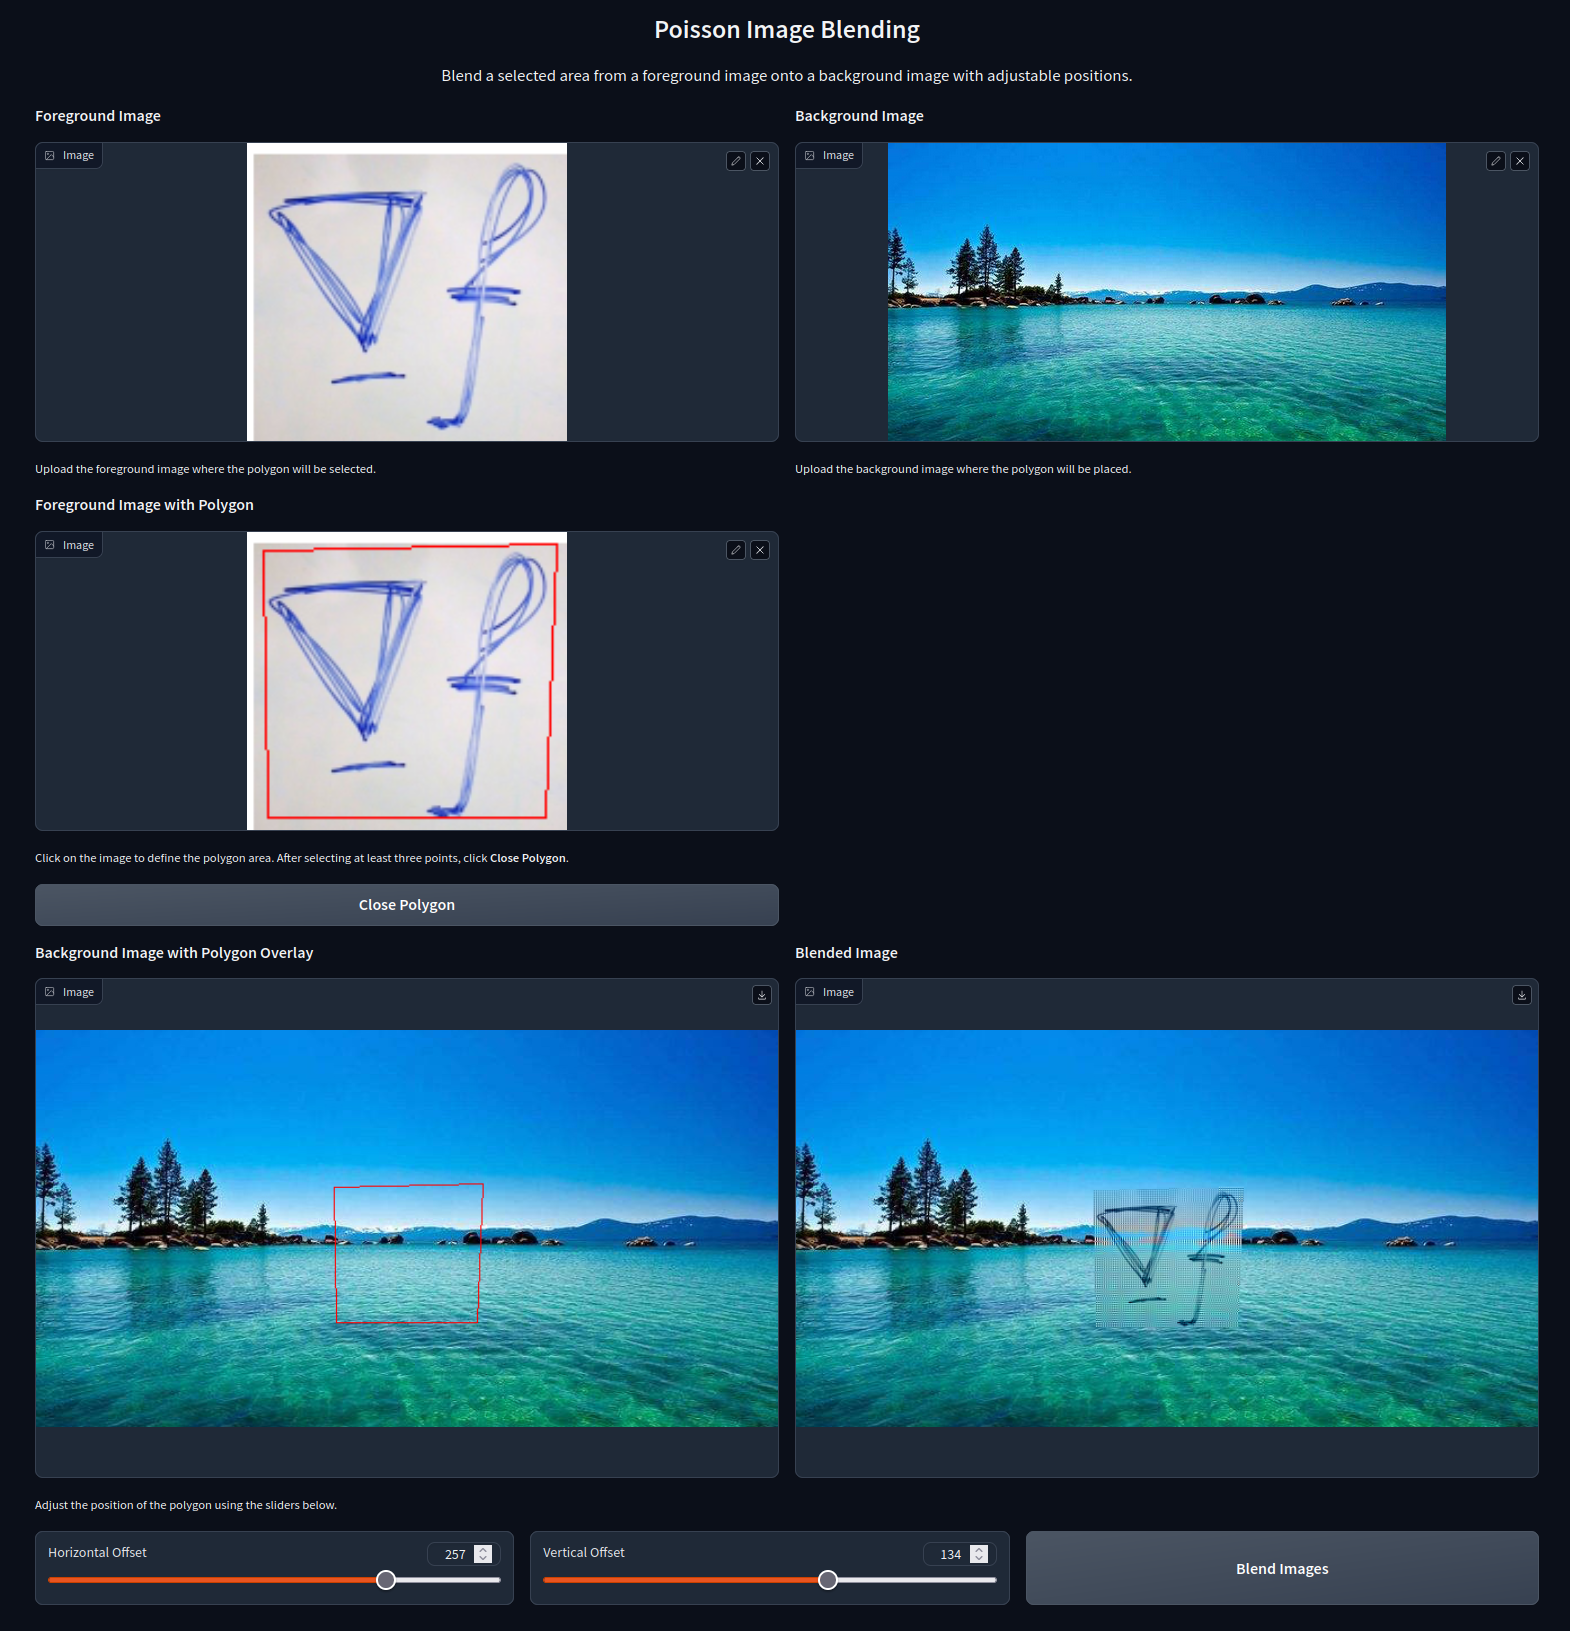 Poisson Image Blending
Blend a selected area from a foreground image onto a background image with adjustable positions.
Foreground Image
Background Image
Image
Image
∇ f
Upload the foreground image where the polygon will be selected.
Upload the background image where the polygon will be placed.
Foreground Image with Polygon
Image
∇ f
Click on the image to define the polygon area. After selecting at least three points, click Close Polygon.
Close Polygon
Background Image with Polygon Overlay
Blended Image
Image
Image
∇ f
Adjust the position of the polygon using the sliders below.
Horizontal Offset
257
Vertical Offset
134
Blend Images